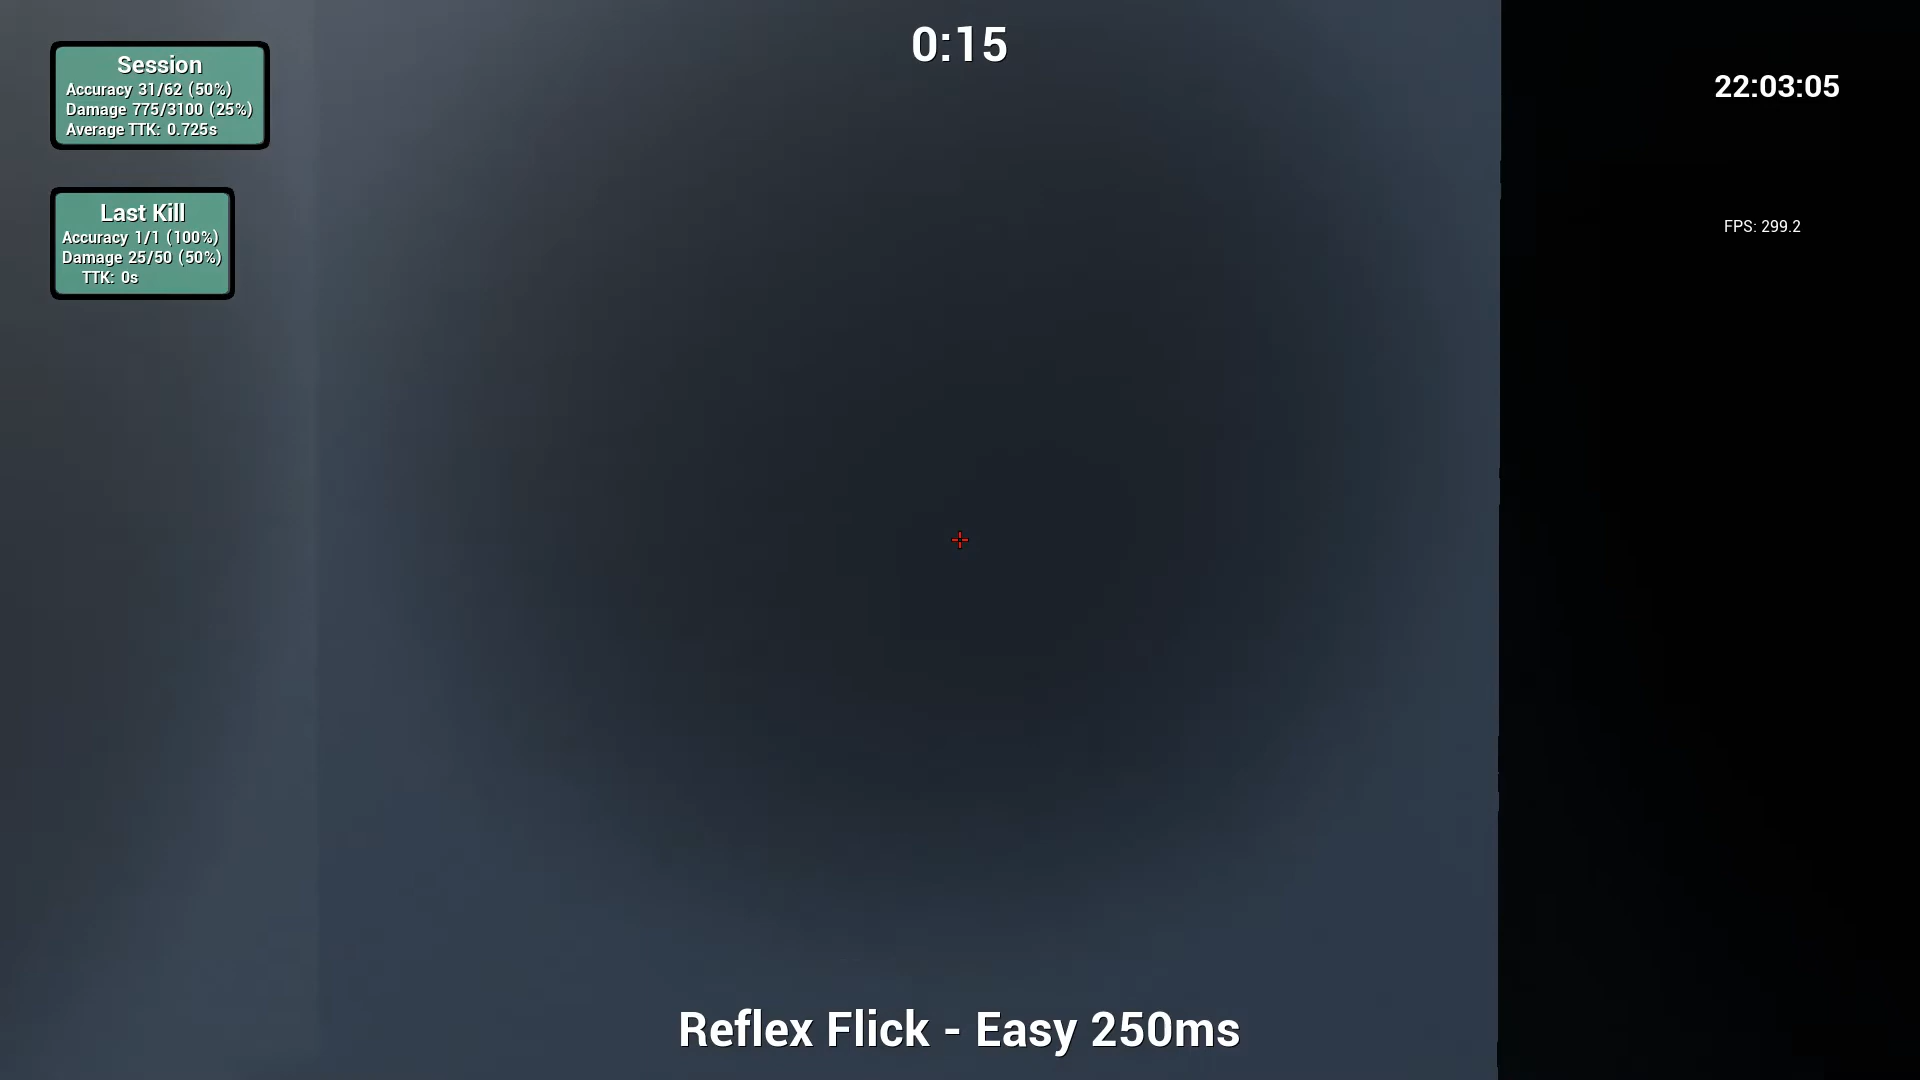 0:15
Session
Accuracy 31/62 (50%)
Damage 775/3100 (25%)
Average TTK: 0.725s
22:03:05
Last Kill
Accuracy 1/1 (100%)
Damage 25/50 (50%)
TTK: 0s
FPS: 299.2
Reflex Flick - Easy 250ms